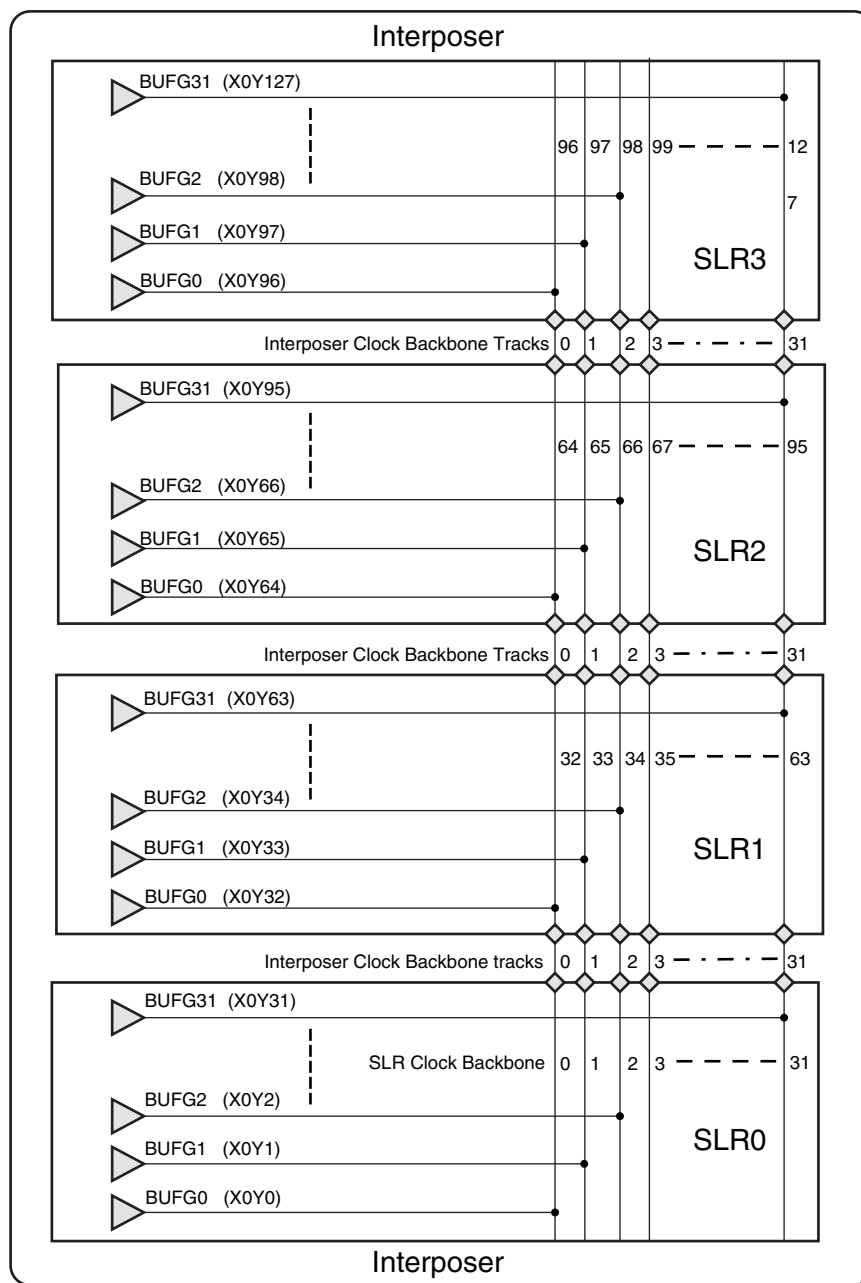 Interposer
BUFG31 (X0Y127)
96 97 98 99 12
7
BUFG2 (X0Y98)
BUFG1 (X0Y97)
SLR3
BUFG0 (X0Y96)
Interposer Clock Backbone Tracks 0 1 2 3 31
BUFG31 (X0Y95)
64 65 66 67 95
BUFG2 (X0Y66)
BUFG1 (X0Y65)
SLR2
BUFG0 (X0Y64)
Interposer Clock Backbone Tracks 0 1 2 3 31
BUFG31 (X0Y63)
32 33 34 35 63
BUFG2 (X0Y34)
BUFG1 (X0Y33)
SLR1
BUFG0 (X0Y32)
Interposer Clock Backbone tracks 0 1 2 3 31
BUFG31 (X0Y31)
SLR Clock Backbone 0 1 2 3 31
BUFG2 (X0Y2)
BUFG1 (X0Y1)
SLR0
BUFG0 (X0Y0)
Interposer